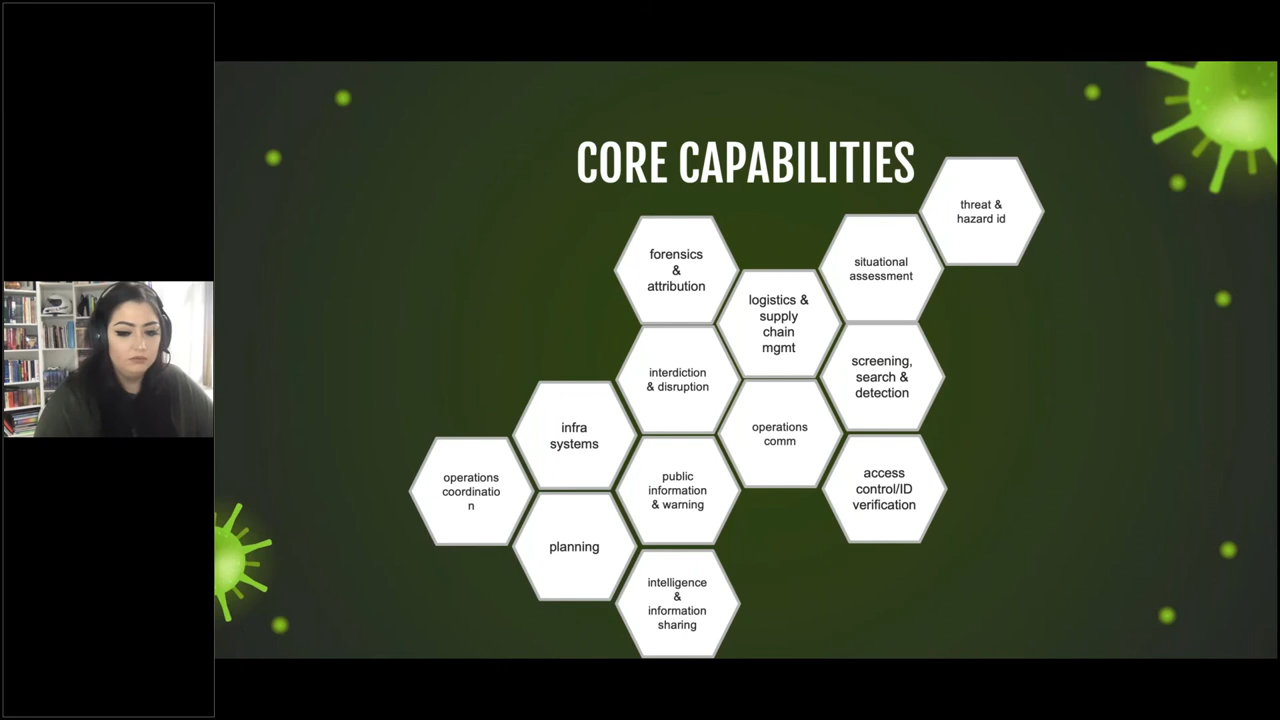 CORE CAPABILITIES
threat &
hazard id
forensics
&
attribution
situational
assessment
logistics &
supply
chain
mgmt
interdiction
& disruption
screening,
search &
detection
infra
systems
operations
comm
operations
coordinatio
n
public
information
& warning
access
control/ID
verification
planning
intelligence
&
information
sharing